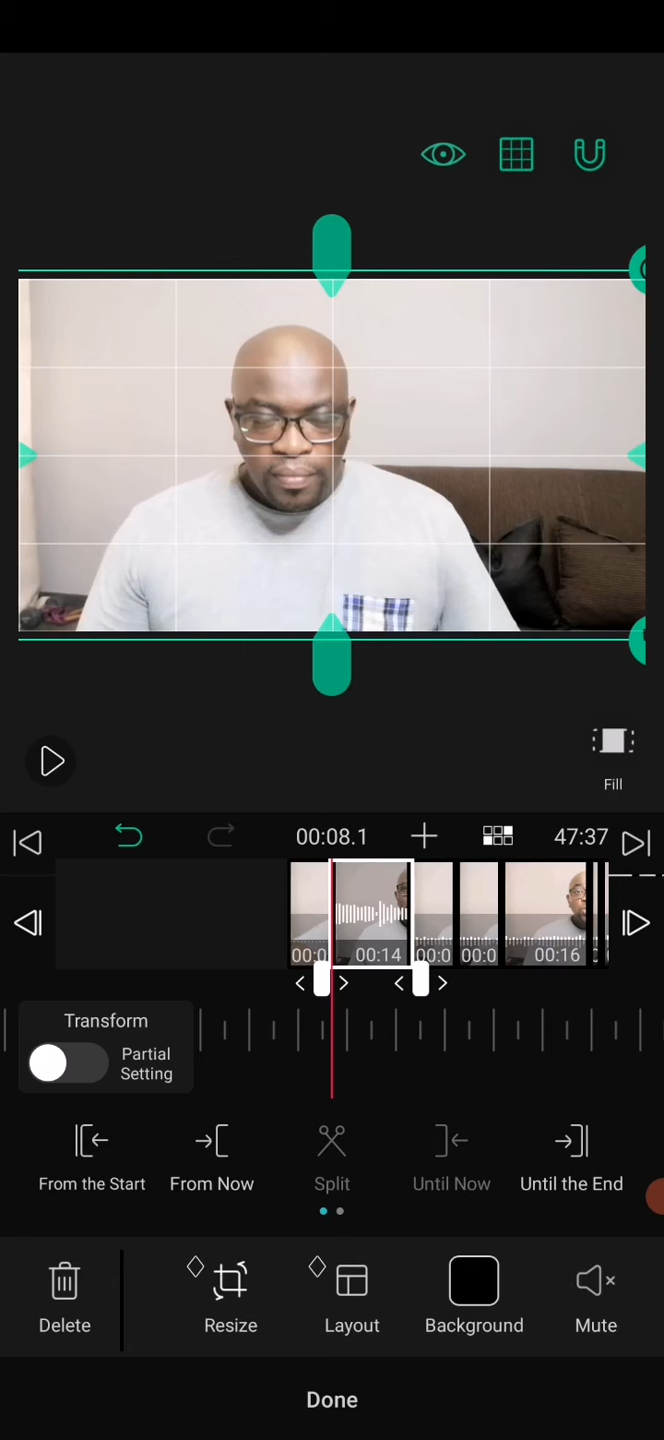 Fill
00:08.1
47:37
00:0
00:14
00:0
00:0
00:16
Transform
Partial
Setting
From the Start
From Now
Split
Until Now
Until the End
Delete
Resize
Layout
Background
Mute
Done